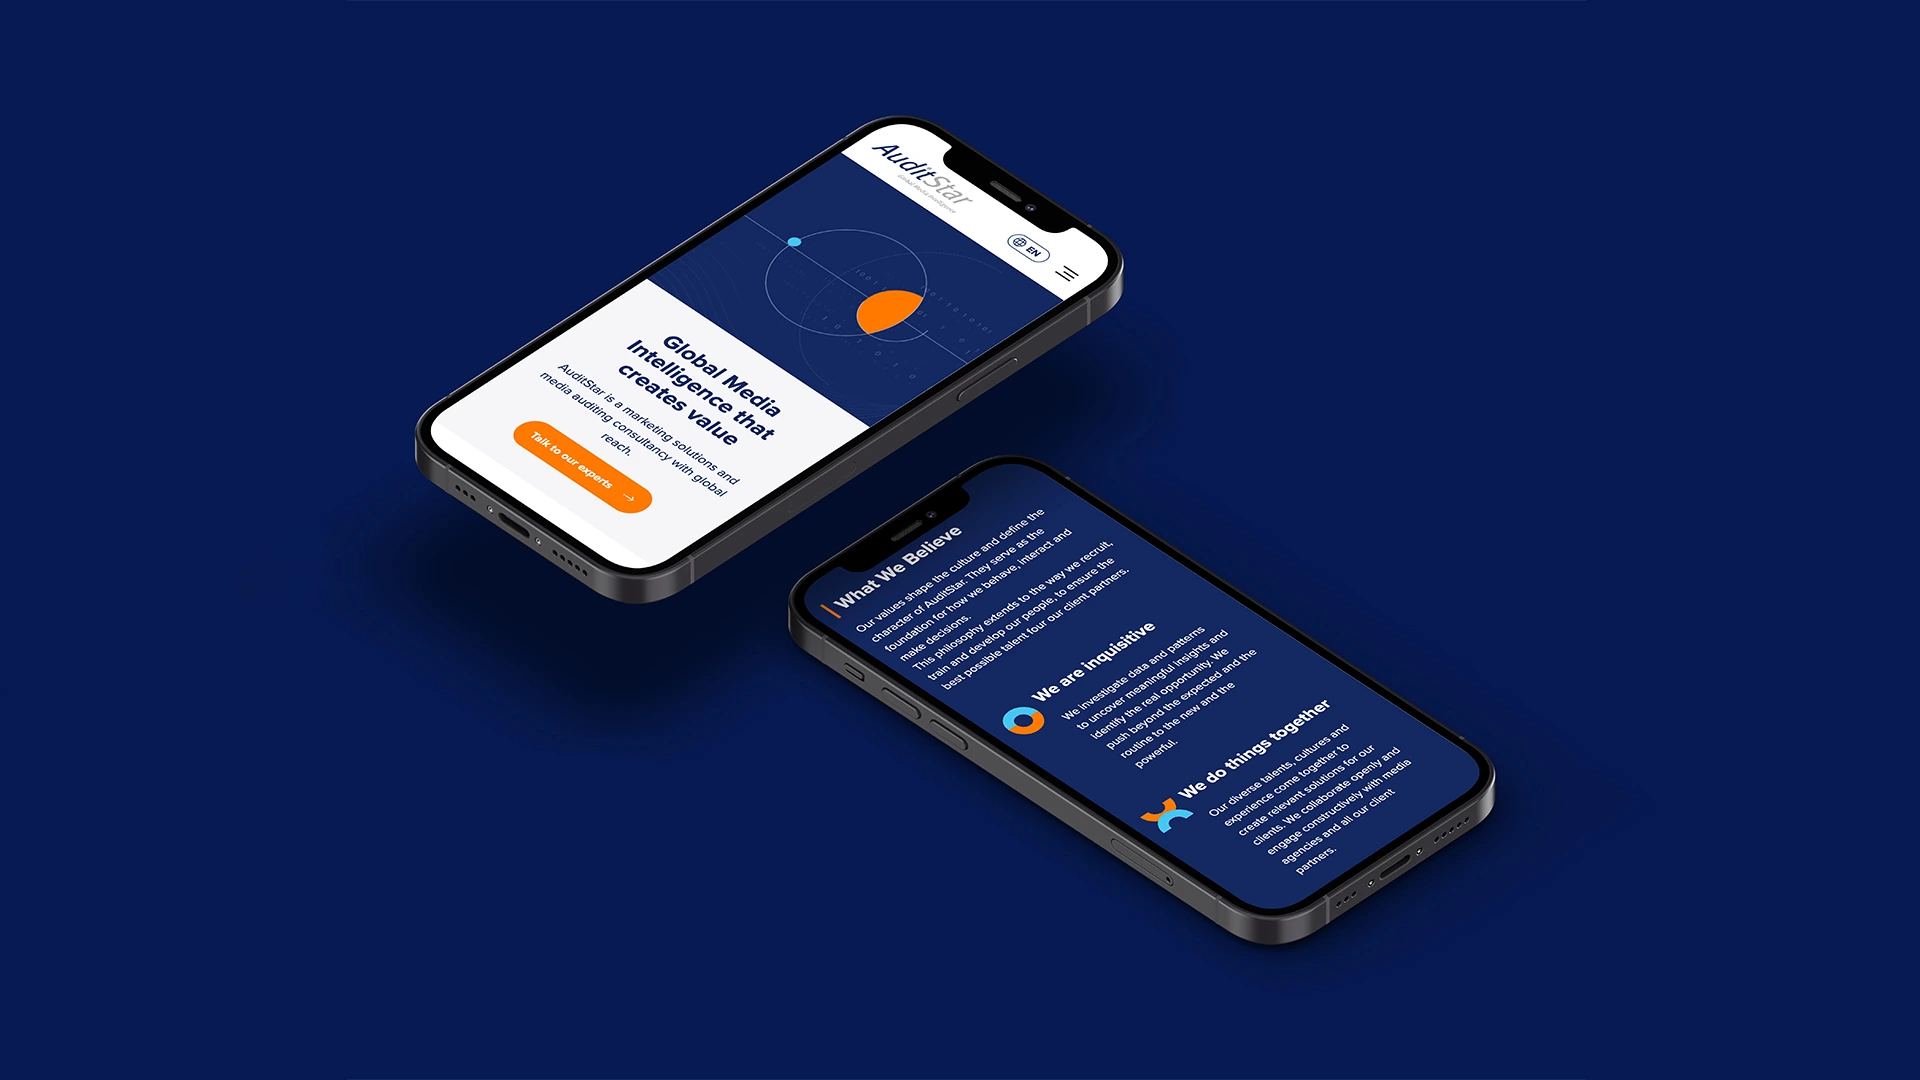 AuditStar
Global Media Intelligence
EN
Global Media
Intelligence that
creates value
AuditStar is a marketing solutions and
media auditing consultancy with global
reach.
Talk to our experts →
What We Believe
Our values shape the culture and define the
character of AuditStar. They serve as the
foundation for how we behave, interact and
make decisions.
This philosophy extends to the way we recruit,
train and develop our people, to ensure the
best possible talent four our client partners.
We are inquisitive
We investigate data and patterns
to uncover meaningful insights and
identify the real opportunity. We
push beyond the expected and the
routine to the new and the
powerful.
We do things together
Our diverse talents, cultures and
experience come together to
create relevant solutions for our
clients. We collaborate openly and
engage constructively with media
agencies and all our client
partners.